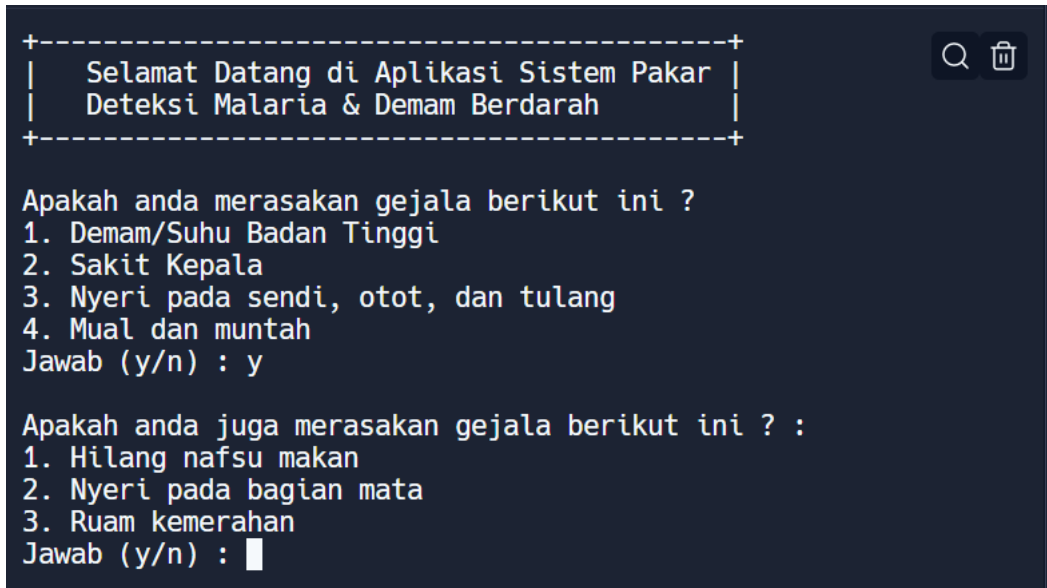 +-------------------------------------------+
|   Selamat Datang di Aplikasi Sistem Pakar |
|   Deteksi Malaria & Demam Berdarah        |
+-------------------------------------------+
Apakah anda merasakan gejala berikut ini ?
1. Demam/Suhu Badan Tinggi
2. Sakit Kepala
3. Nyeri pada sendi, otot, dan tulang
4. Mual dan muntah
Jawab (y/n) : y
Apakah anda juga merasakan gejala berikut ini ? :
1. Hilang nafsu makan
2. Nyeri pada bagian mata
3. Ruam kemerahan
Jawab (y/n) :